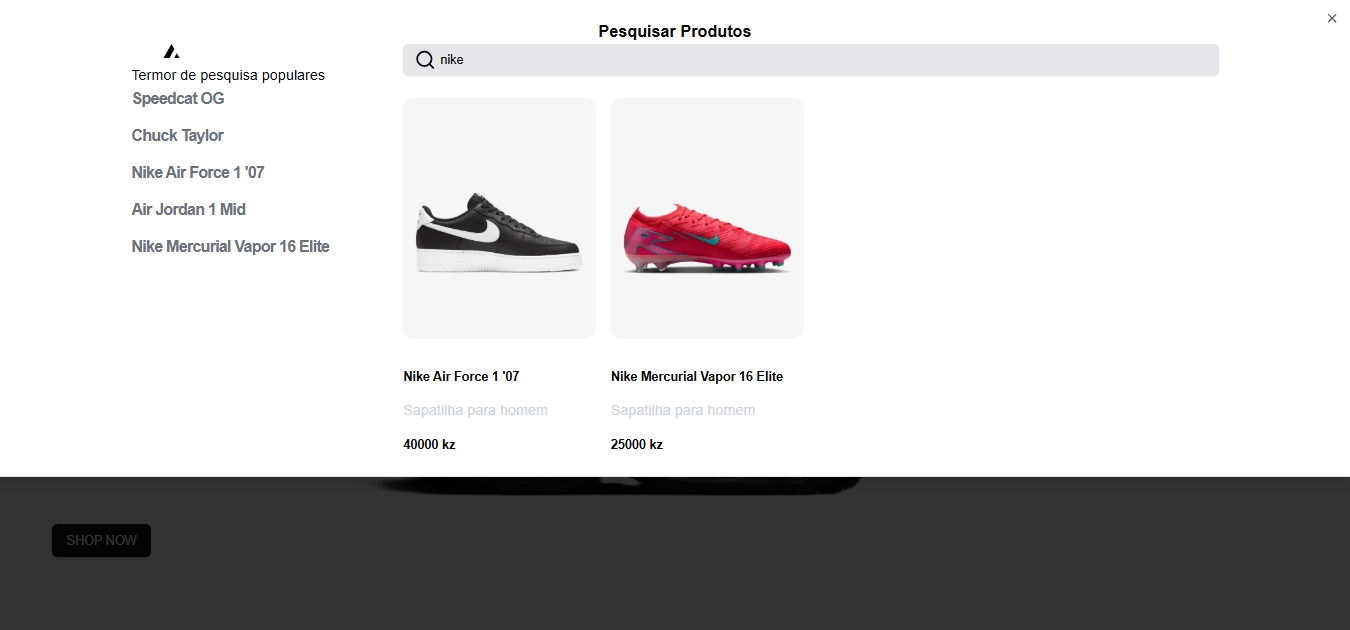 Pesquisar Produtos
Termor de pesquisa populares
Speedcat OG
Chuck Taylor
Nike Air Force 1 '07
Air Jordan 1 Mid
Nike Mercurial Vapor 16 Elite
nike
Nike Air Force 1 '07
Sapatilha para homem
40000 kz
Nike Mercurial Vapor 16 Elite
Sapatilha para homem
25000 kz
SHOP NOW